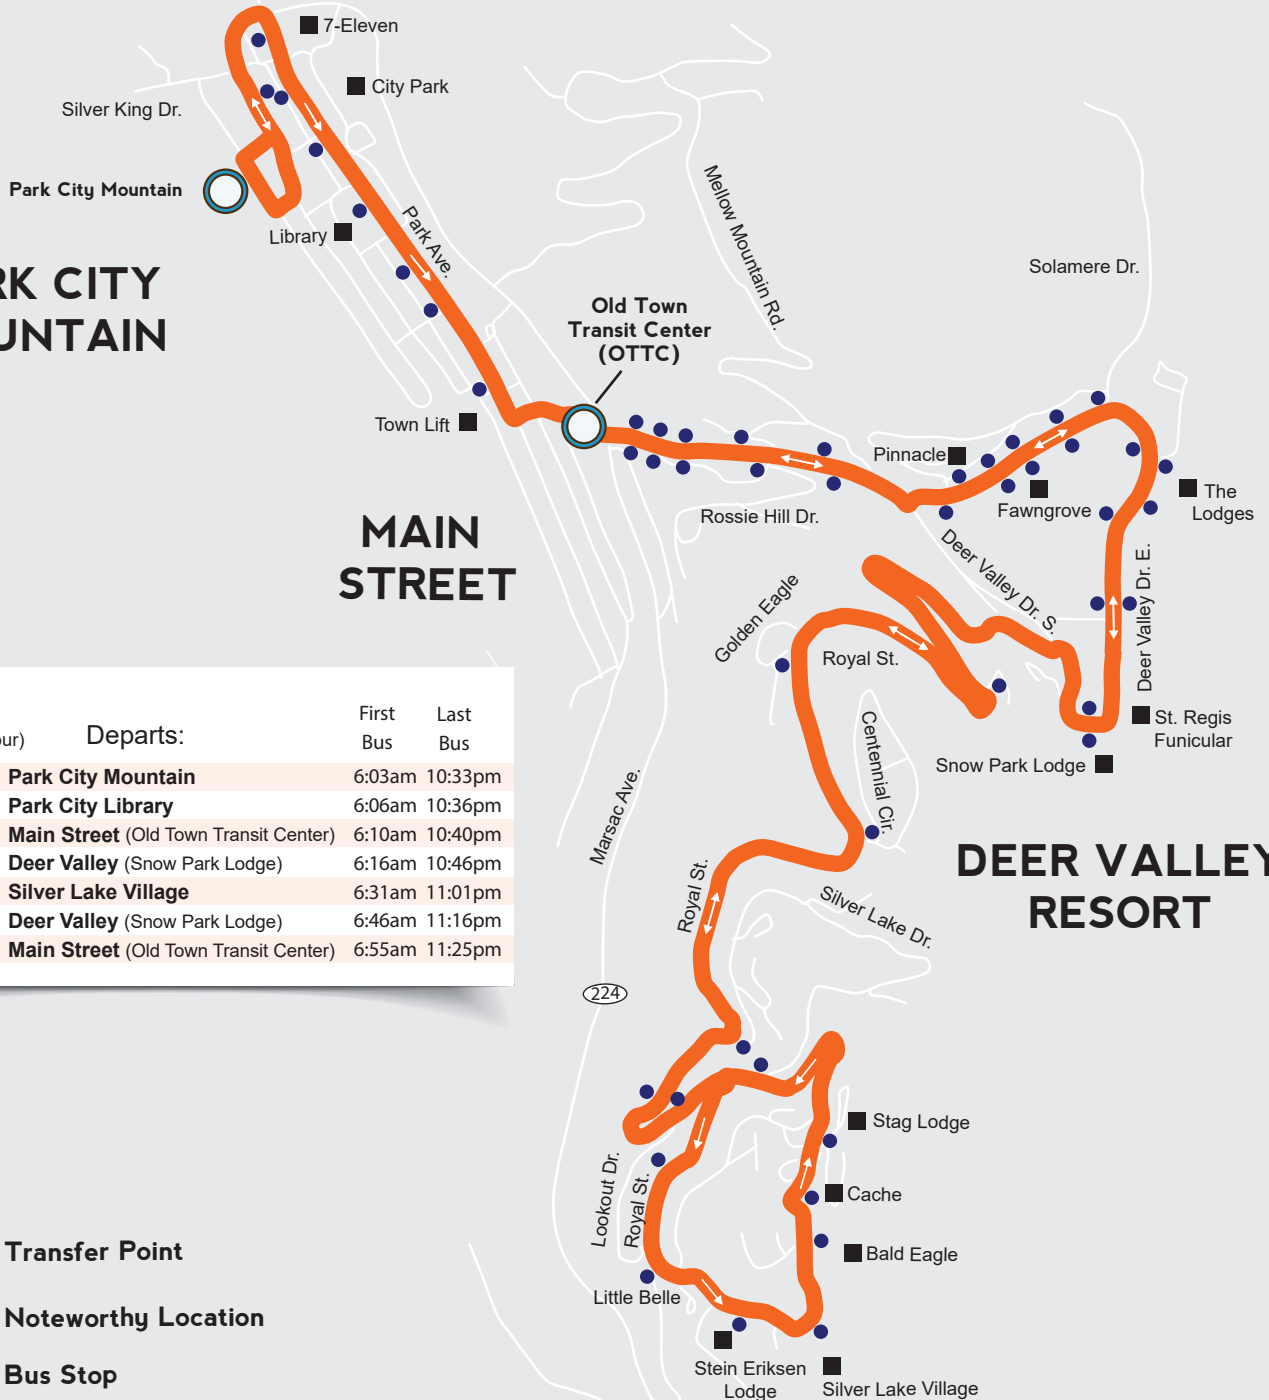 7-Eleven
City Park
Silver King Dr.
Park City Mountain
Library
Park Ave.
RK CITY
UNTAIN
Mellow Mountain Rd.
Solamere Dr.
Old Town
Transit Center
(OTTC)
Town Lift
Pinnacle
Fawngrove
The
Lodges
Rossie Hill Dr.
MAIN
STREET
Deer Valley Dr. S.
Deer Valley Dr. E.
Golden Eagle
Royal St.
Centennial Cir.
St. Regis
Funicular
Snow Park Lodge
our) Departs:
First
Bus
Last
Bus
Park City Mountain 6:03am 10:33pm
Park City Library 6:06am 10:36pm
Main Street (Old Town Transit Center) 6:10am 10:40pm
Deer Valley (Snow Park Lodge) 6:16am 10:46pm
Silver Lake Village 6:31am 11:01pm
Deer Valley (Snow Park Lodge) 6:46am 11:16pm
Main Street (Old Town Transit Center) 6:55am 11:25pm
Marsac Ave.
DEER VALLEY
RESORT
Royal St.
Silver Lake Dr.
224
Stag Lodge
Lookout Dr.
Royal St.
Cache
Bald Eagle
Little Belle
Stein Eriksen
Lodge
Silver Lake Village
Transfer Point
Noteworthy Location
Bus Stop